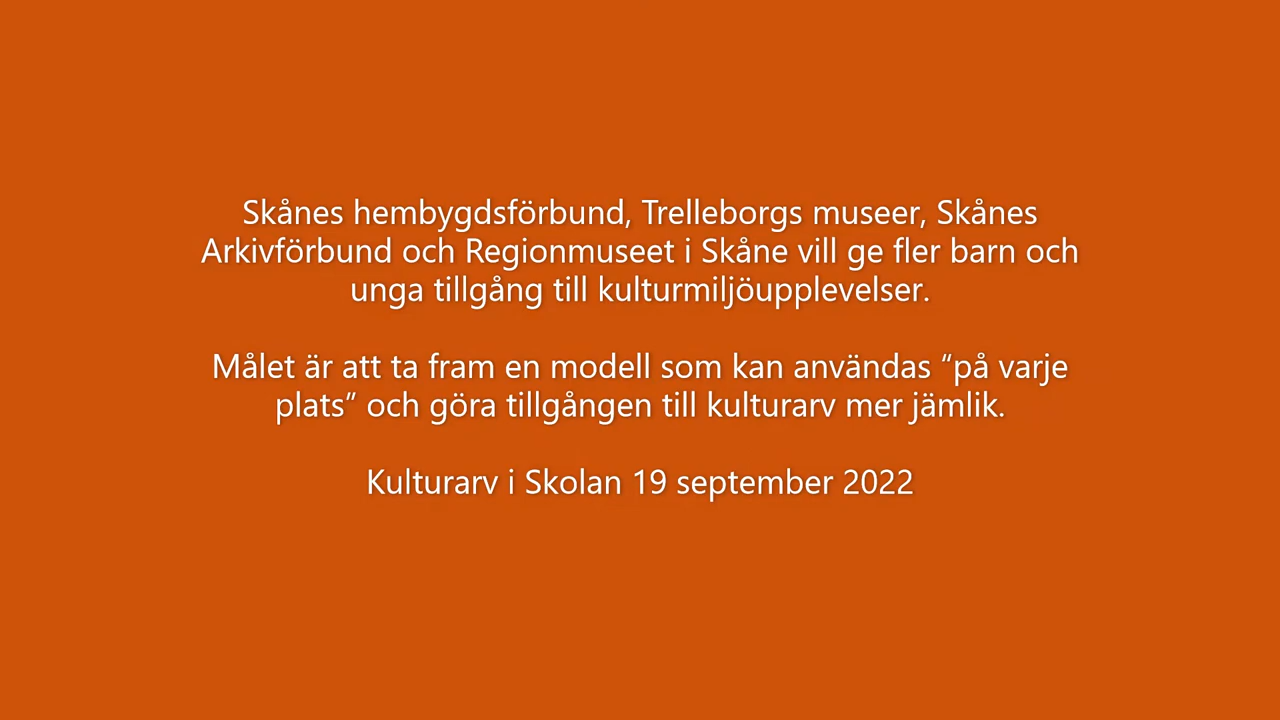 Skånes hembygdsförbund, Trelleborgs museer, Skånes
Arkivförbund och Regionmuseet i Skåne vill ge fler barn och
unga tillgång till kulturmiljöupplevelser.
Målet är att ta fram en modell som kan användas “på varje
plats” och göra tillgången till kulturarv mer jämlik.
Kulturarv i Skolan 19 september 2022